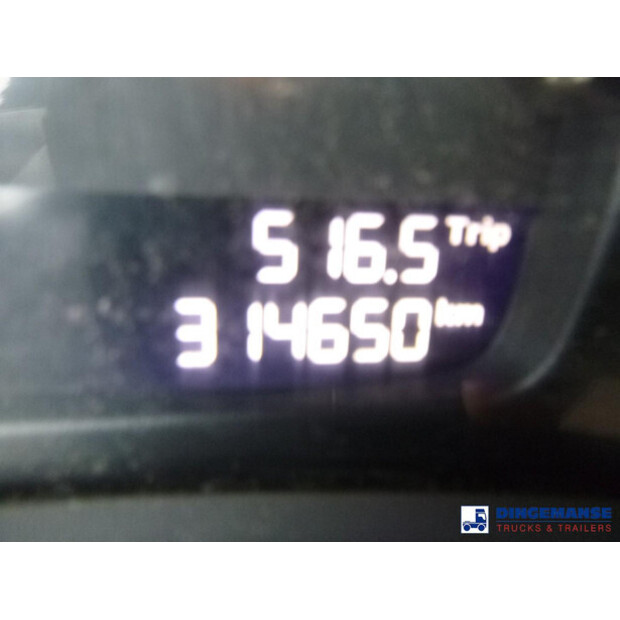 516.5 Trip
314650 km
DINGEMANSE
TRUCKS & TRAILERS